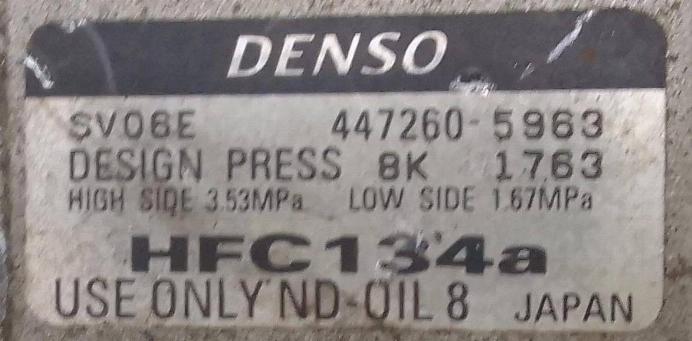 DENSO
SV06E 447260-5963
DESIGN PRESS 8K 1763
HIGH SIDE 3.53MPa LOW SIDE 1.67MPa
HFC134a
USE ONLY ND-OIL 8 JAPAN